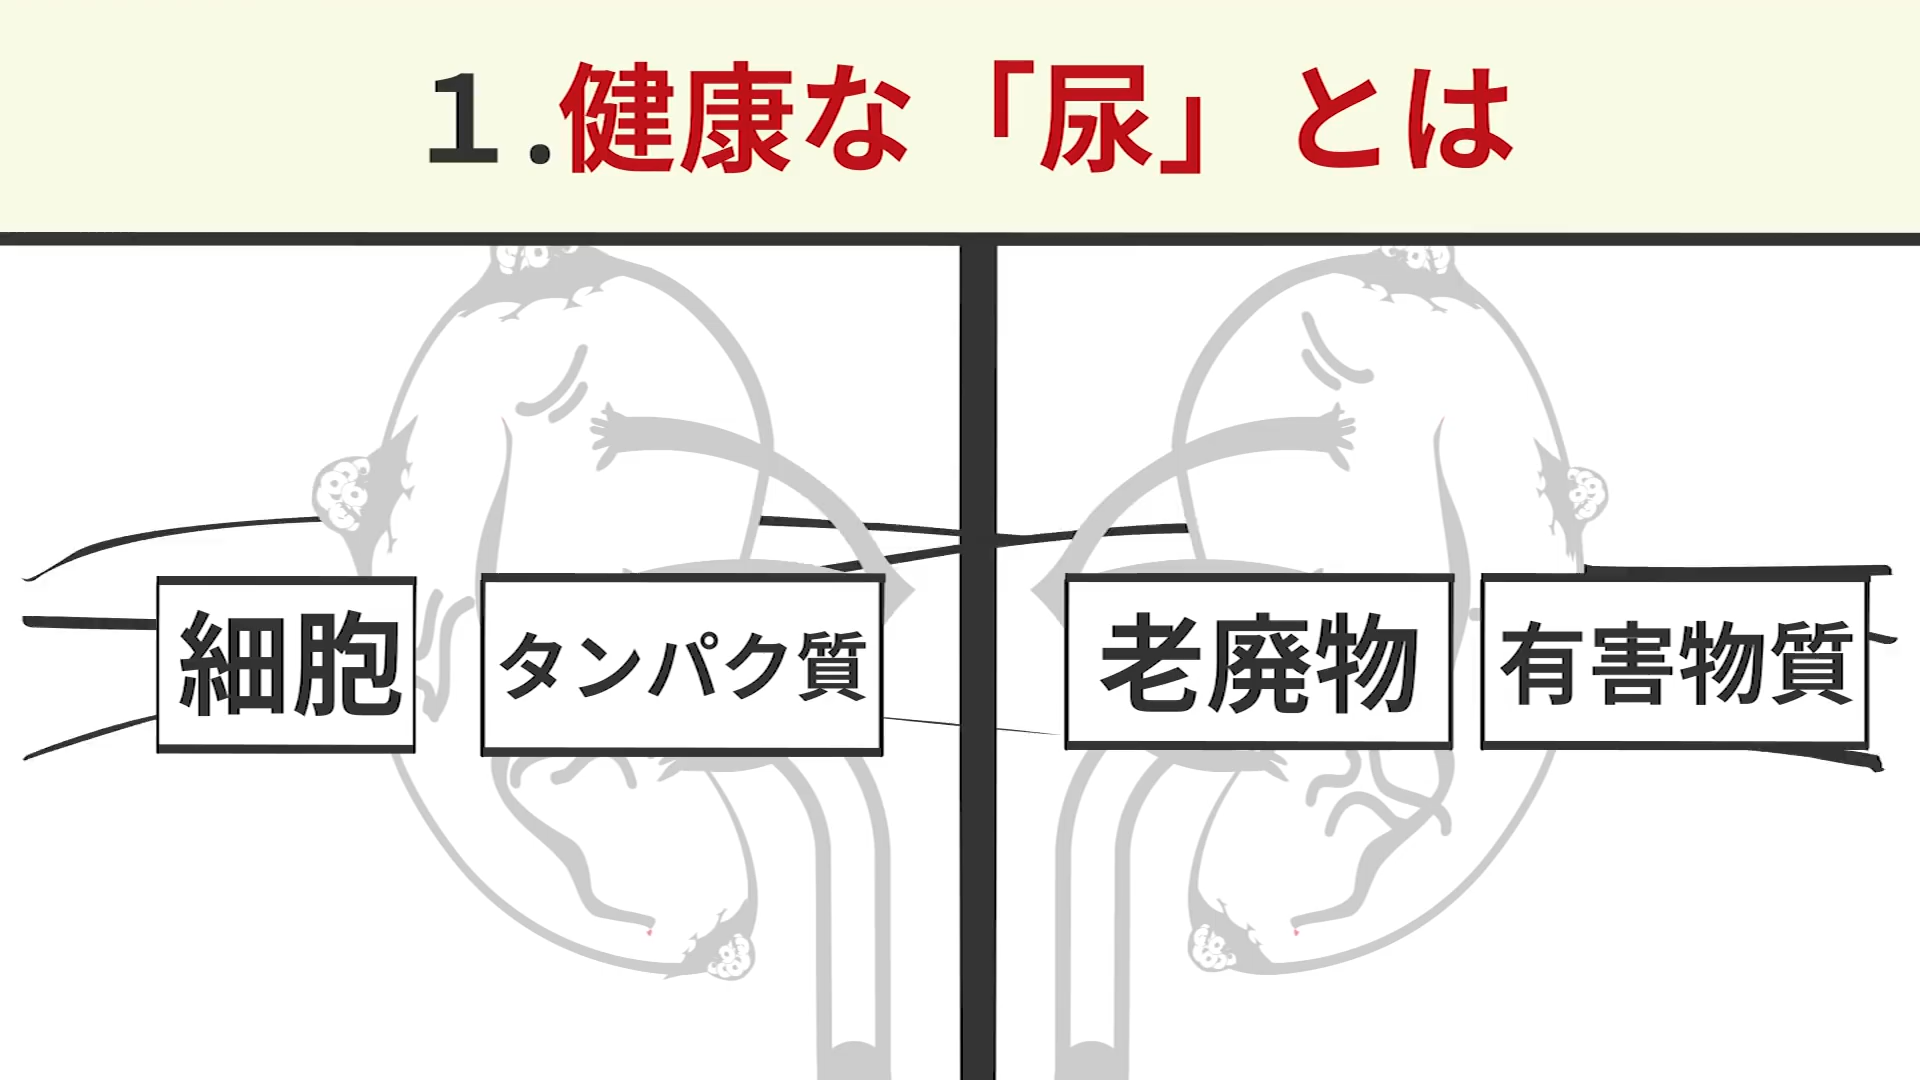 1.健康な「尿」とは
細胞
タンパク質
老廃物
有害物質